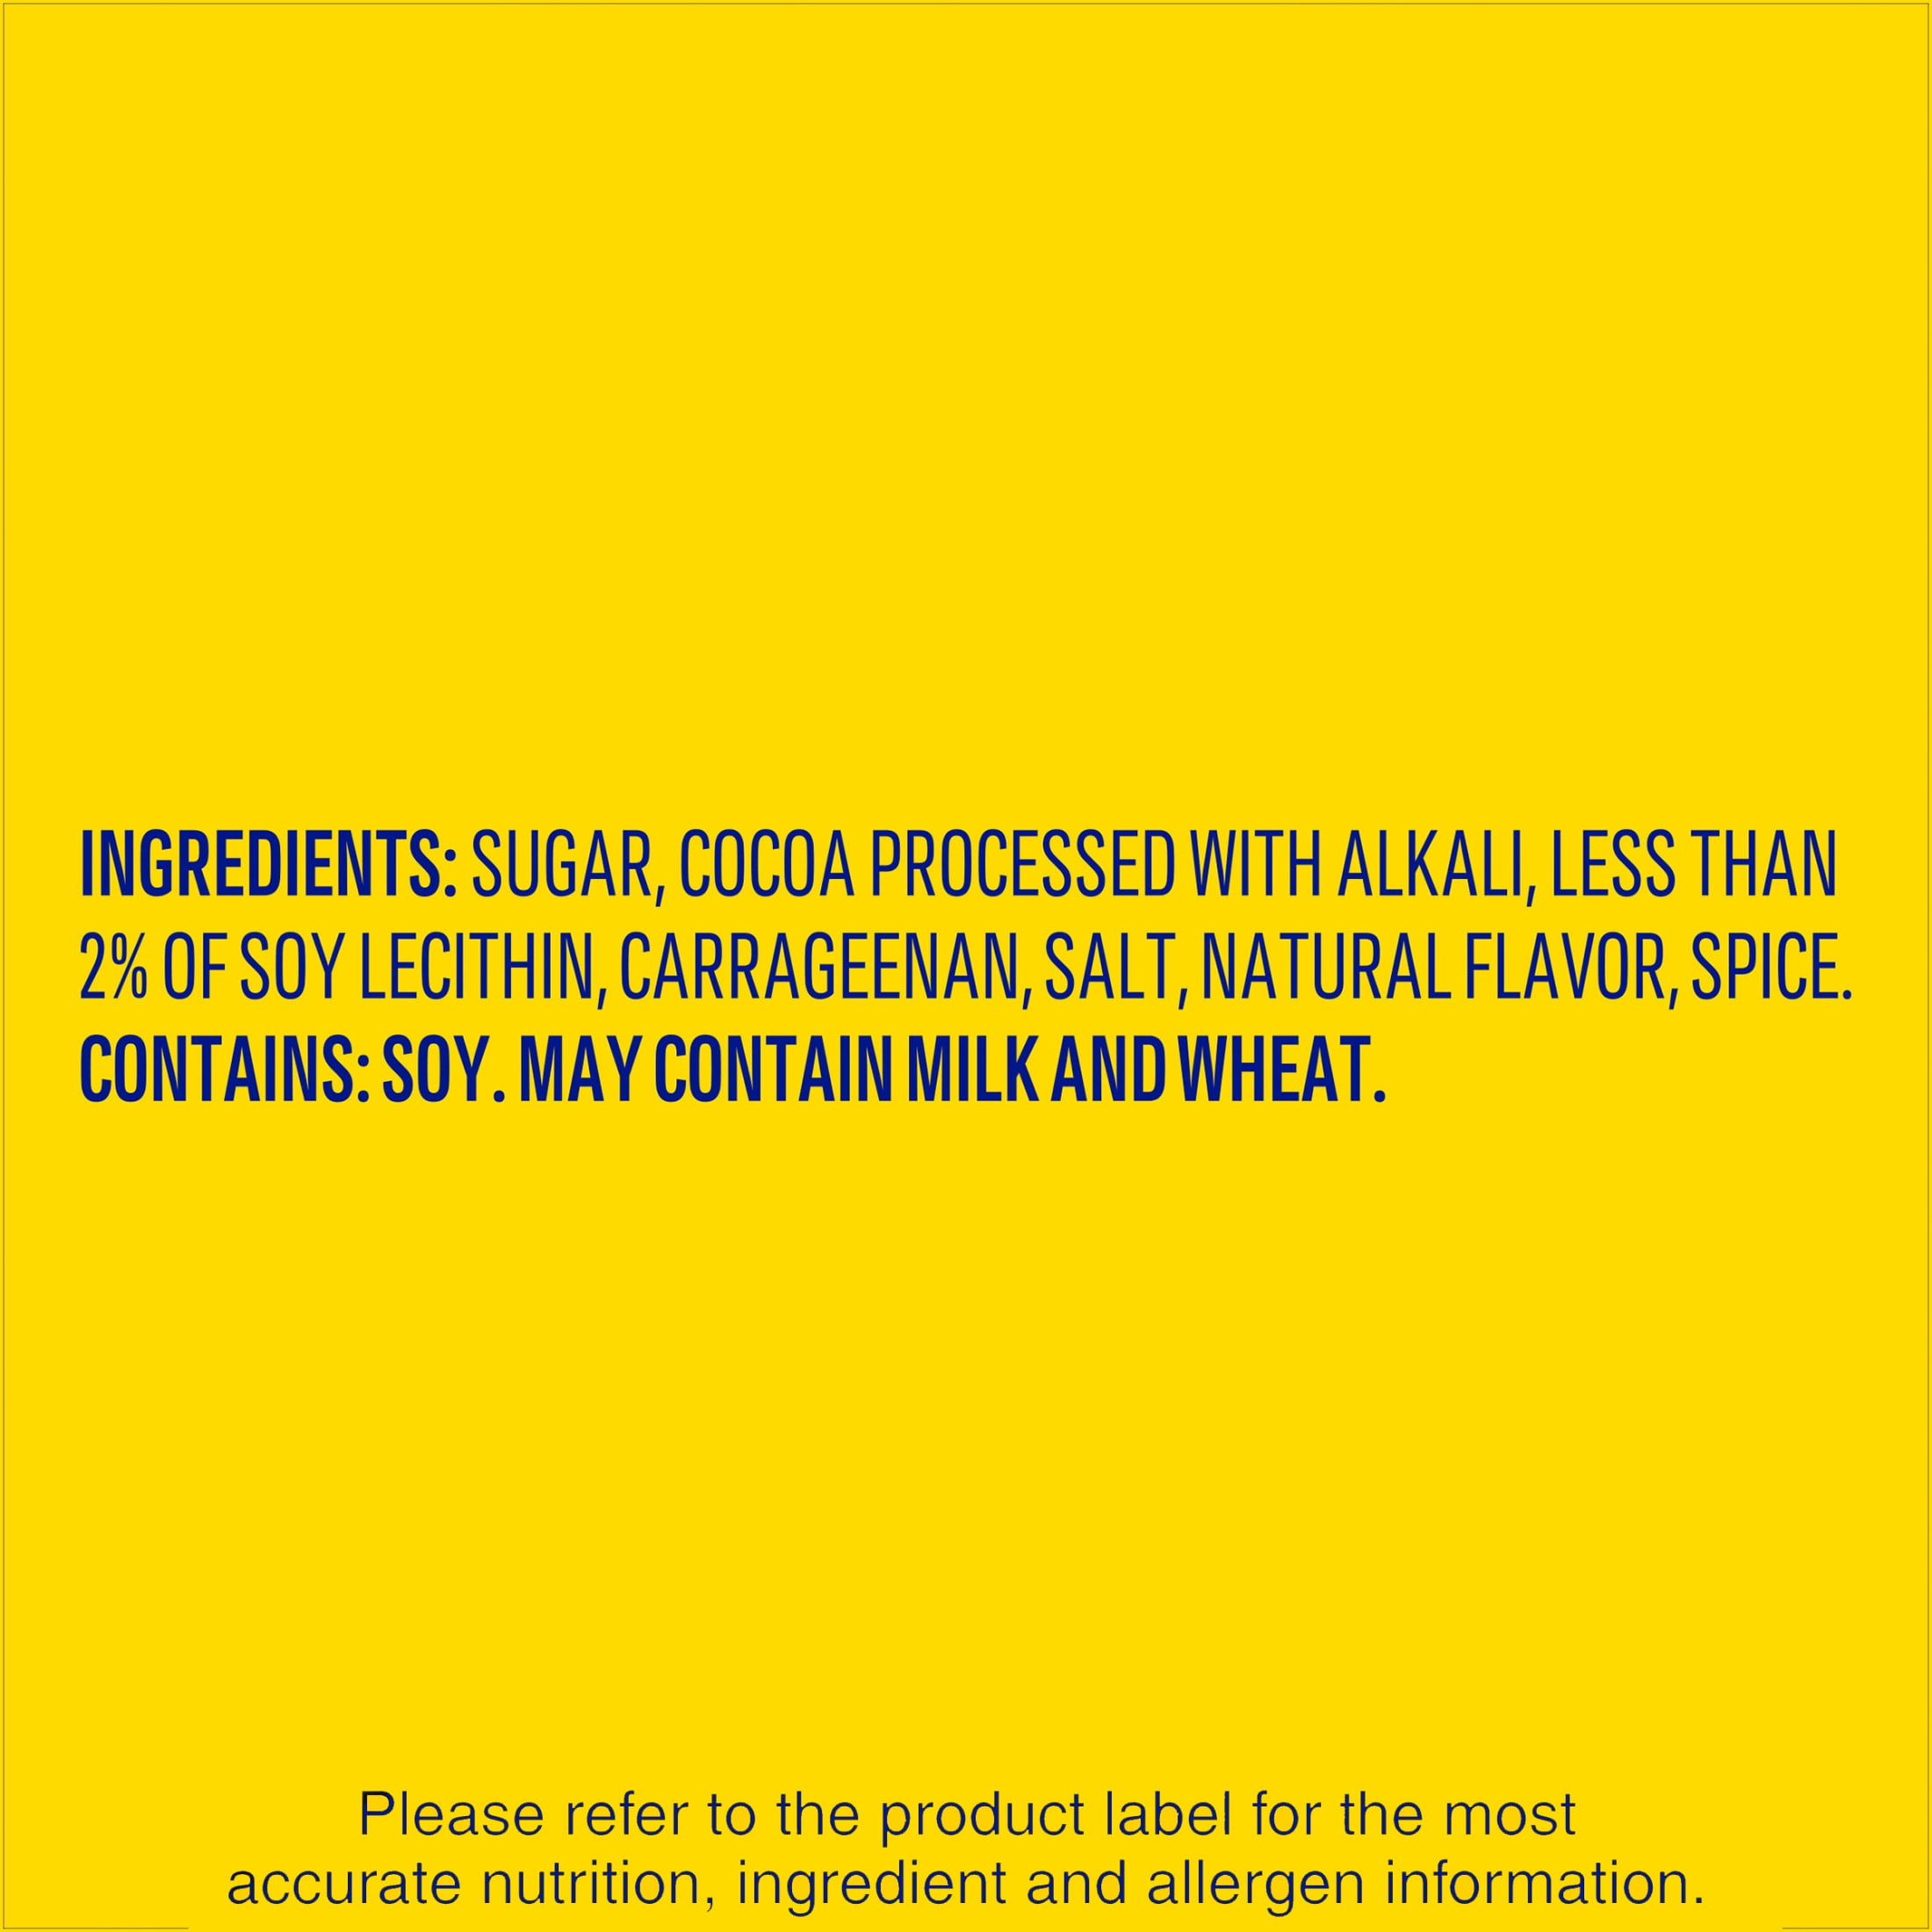 INGREDIENTS: SUGAR, COCOA PROCESSED WITH ALKALI, LESS THAN
2% OF SOY LECITHIN, CARRAGEENAN, SALT, NATURAL FLAVOR, SPICE.
CONTAINS: SOY. MAY CONTAIN MILK AND WHEAT.
Please refer to the product label for the most
accurate nutrition, ingredient and allergen information.